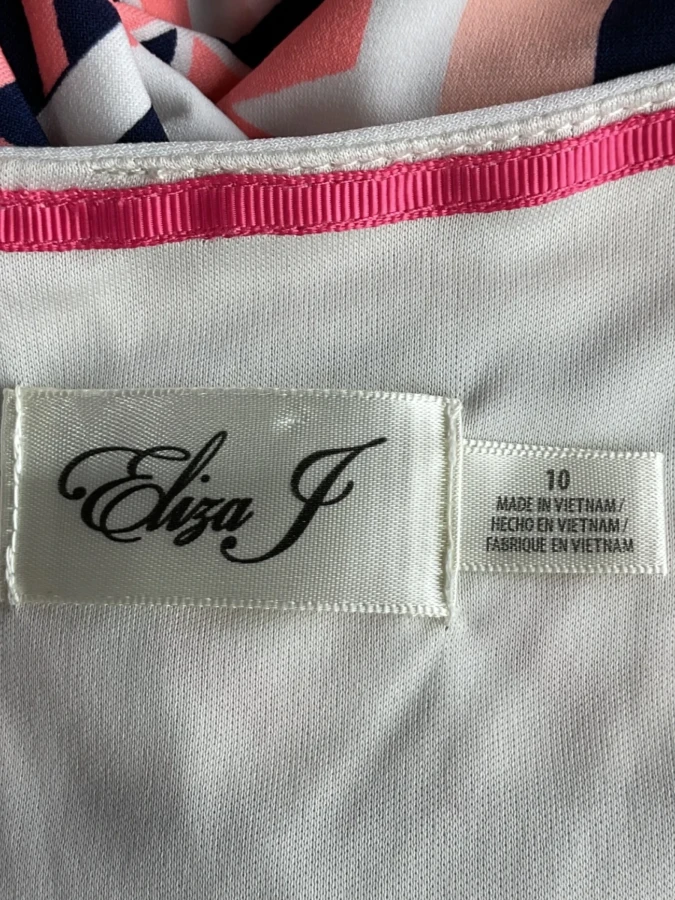 Eliza J
10
MADE IN VIETNAM/
HECHO EN VIETNAM/
FABRIQUE EN VIETNAM